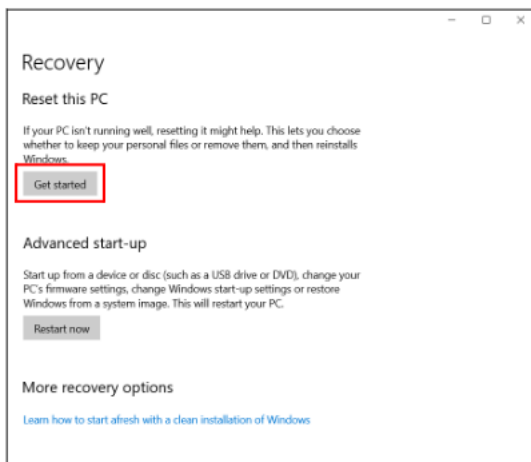 Recovery
Reset this PC
If your PC isn't running well, resetting it might help. This lets you choose
whether to keep your personal files or remove them, and then reinstalls
Windows.
Get started
Advanced start-up
Start up from a device or disc (such as a USB drive or DVD), change your
PC's firmware settings, change Windows start-up settings or restore
Windows from a system image. This will restart your PC.
Restart now
More recovery options
Learn how to start afresh with a clean installation of Windows